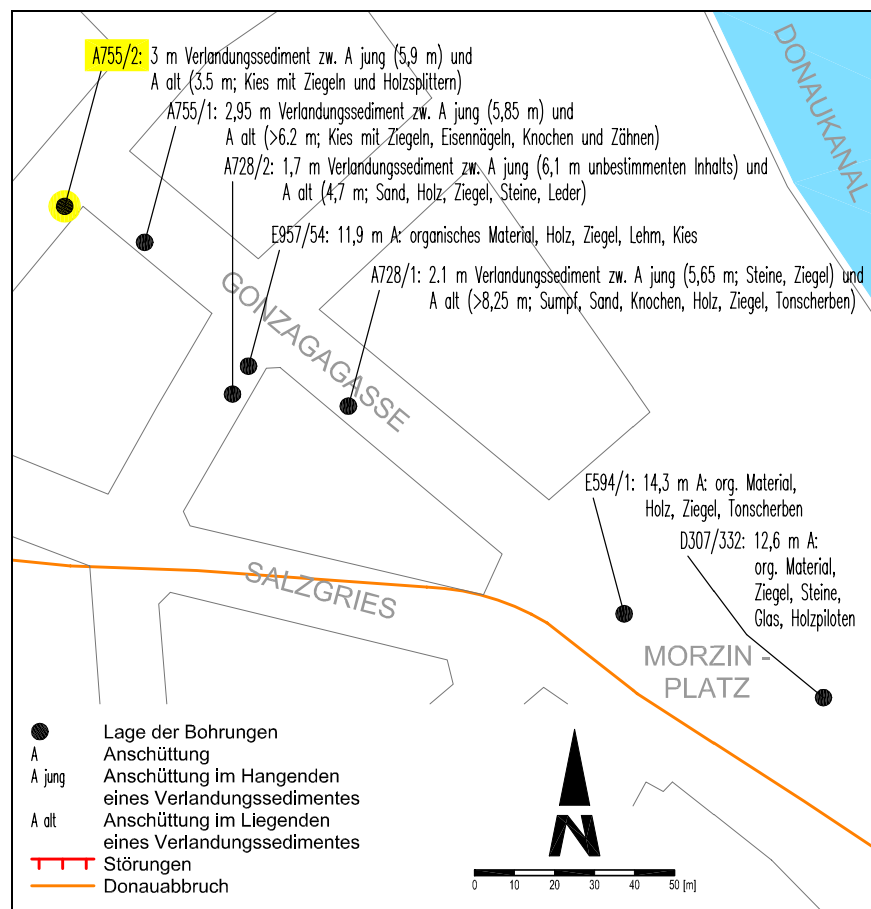 A755/2: 3 m Verlandungssediment zw. A jung (5,9 m) und
A alt (3.5 m; Kies mit Ziegeln und Holzsplittern)
A755/1: 2,95 m Verlandungssediment zw. A jung (5,85 m) und
A alt (>6.2 m; Kies mit Ziegeln, Eisennägeln, Knochen und Zähnen)
A728/2: 1,7 m Verlandungssediment zw. A jung (6,1 m unbestimmten Inhalts) und
A alt (4,7 m; Sand, Holz, Ziegel, Steine, Leder)
E957/54: 11,9 m A: organisches Material, Holz, Ziegel, Lehm, Kies
A728/1: 2.1 m Verlandungssediment zw. A jung (5,65 m; Steine, Ziegel) und
A alt (>8,25 m; Sumpf, Sand, Knochen, Holz, Ziegel, Tonscherben)
DONAUKANAL
GONZAGAGASSE
E594/1: 14,3 m A: org. Material,
Holz, Ziegel, Tonscherben
D307/332: 12,6 m A:
org. Material,
Ziegel, Steine,
Glas, Holzpiloten
SALZGRIES
MORZIN -
PLATZ
Lage der Bohrungen
A Anschüttung
A jung Anschüttung im Hangenden
eines Verlandungssedimentes
A alt Anschüttung im Liegenden
eines Verlandungssedimentes
Störungen
Donauabbruch
N
0 10 20 30 40 50 [m]